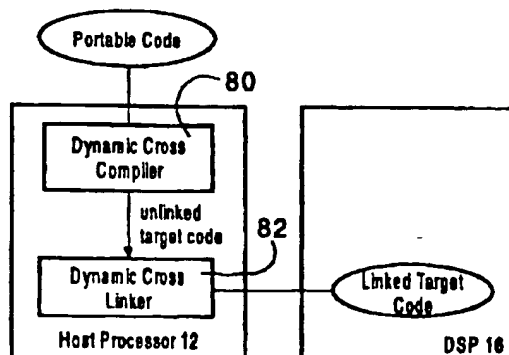 Portable Code
80
Dynamic Cross
Compiler
unlinked
target code
82
Dynamic Cross
Linker
Linked Target
Code
Host Processor 12
DSP 16